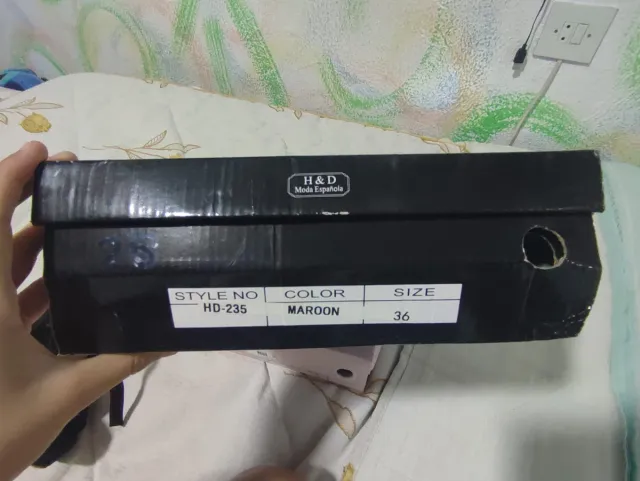 H & D
Moda Española
STYLE NO COLOR SIZE
HD-235 MAROON 36